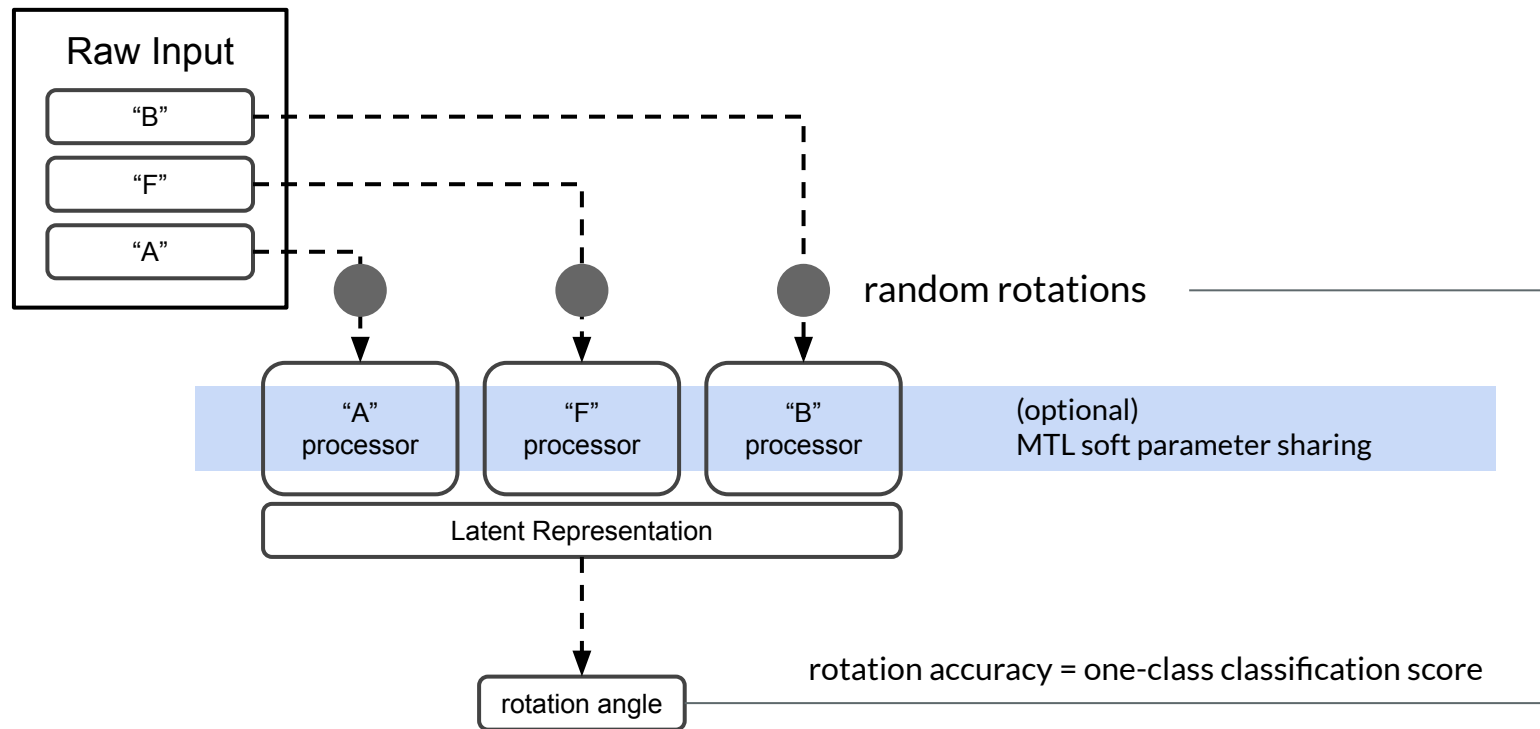 Raw Input
“B”
“F”
“A”
random rotations
“A”
processor
“F”
processor
“B”
processor
(optional)
MTL soft parameter sharing
Latent Representation
rotation accuracy = one-class classification score
rotation angle